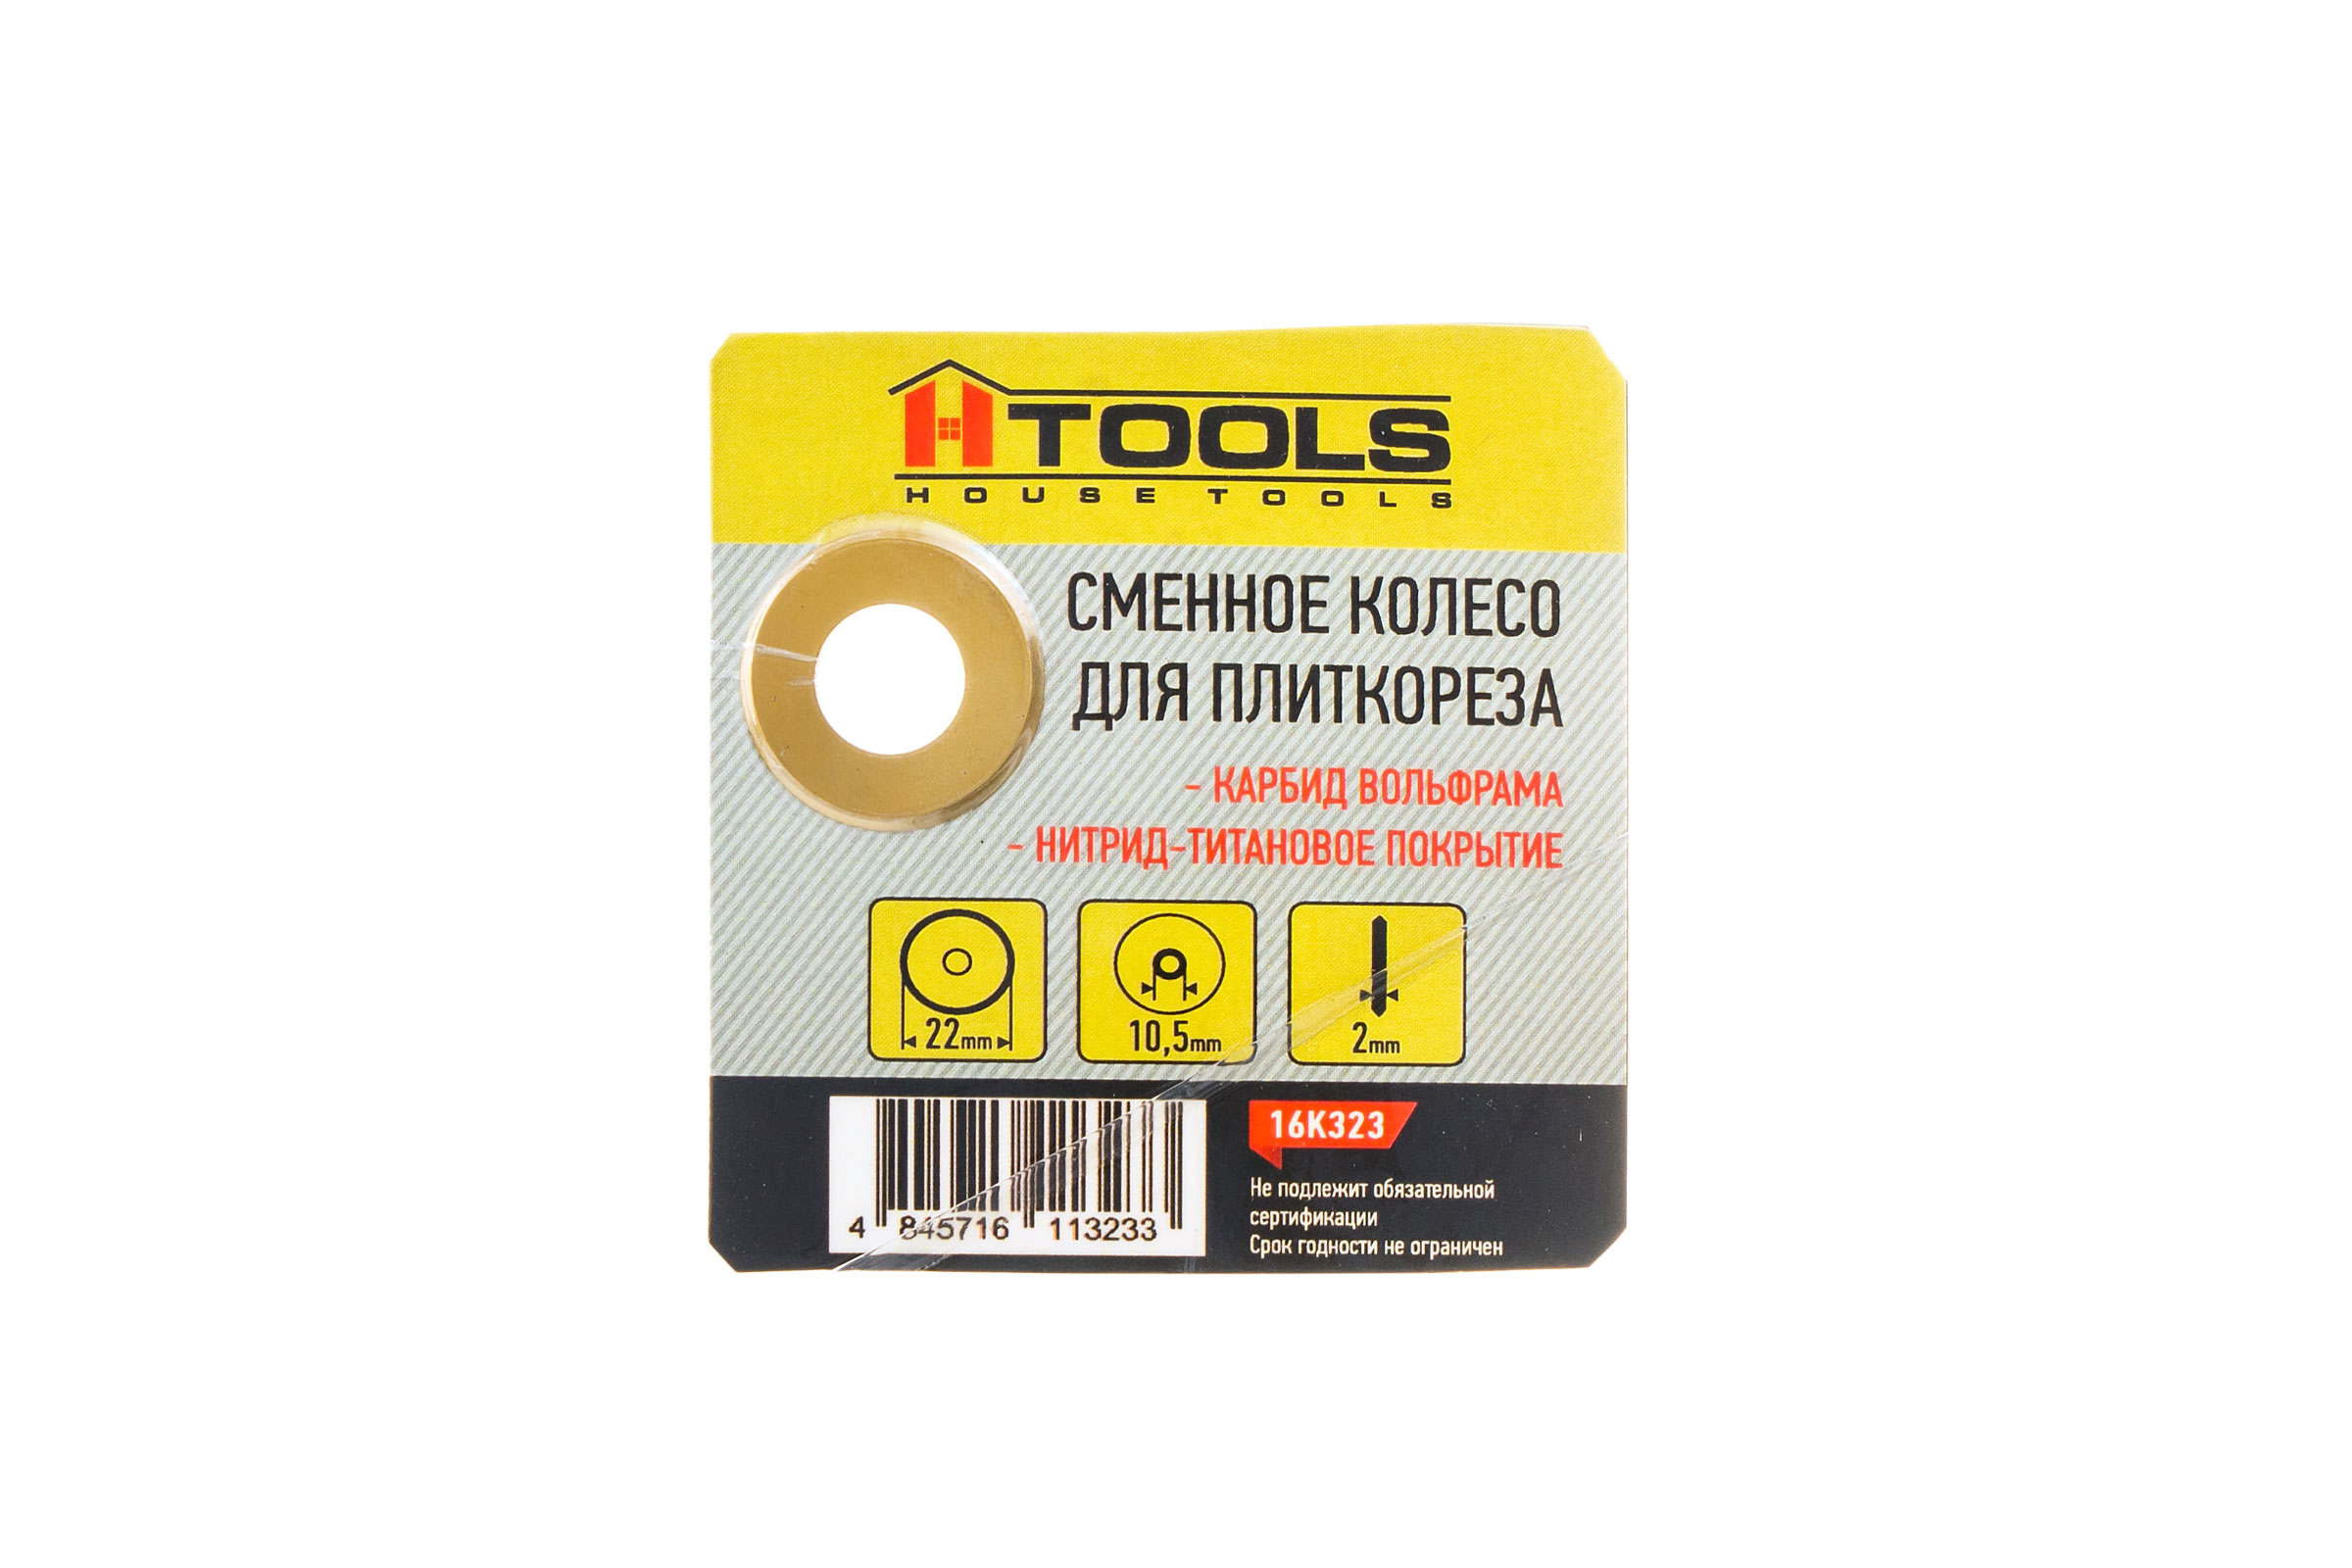 HTOOLS
HOUSE TOOLS
СМЕННОЕ КОЛЕСО
ДЛЯ ПЛИТКОРЕЗА
- КАРБИД ВОЛЬФРАМА
- НИТРИД-ТИТАНОВОЕ ПОКРЫТИЕ
22mm 10,5mm 2mm
16K323
Не подлежит обязательной
сертификации
Срок годности не ограничен
4 845716 113233